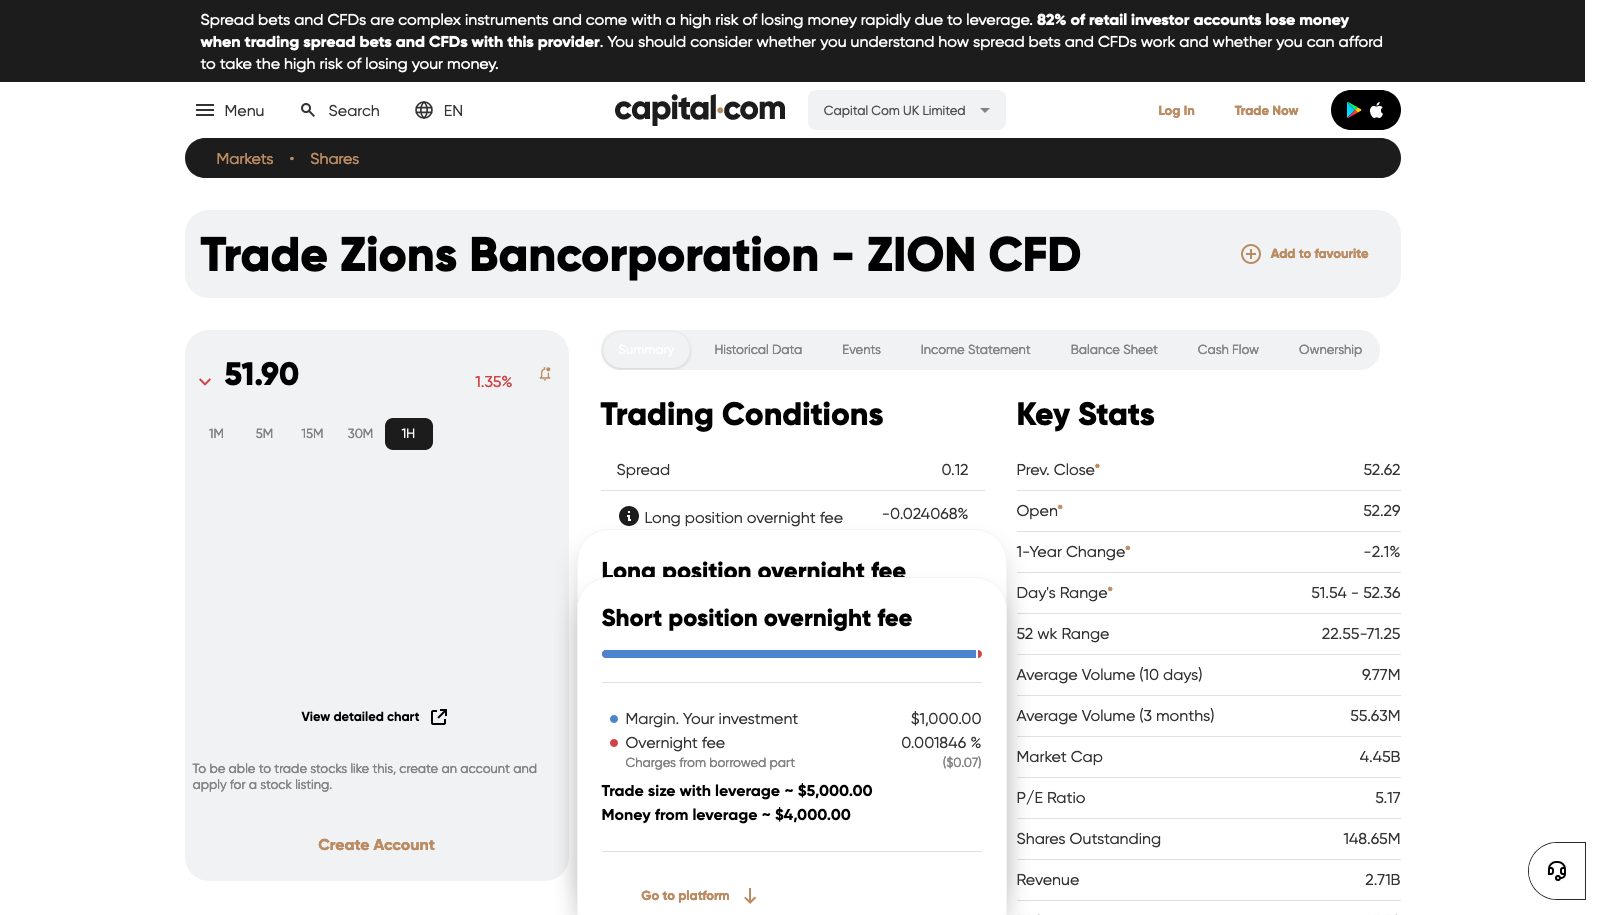 Spread bets and CFDs are complex instruments and come with a high risk of losing money rapidly due to leverage. 82% of retail investor accounts lose money
when trading spread bets and CFDs with this provider. You should consider whether you understand how spread bets and CFDs work and whether you can afford
to take the high risk of losing your money.
Menu Search EN capital.com Capital Com UK Limited Log In Trade Now
Markets • Shares
Trade Zions Bancorporation - ZION CFD Add to favourite
51.90 1.35%
1M 5M 15M 30M 1H
View detailed chart
To be able to trade stocks like this, create an account and
apply for a stock listing.
Create Account
Summary Historical Data Events Income Statement Balance Sheet Cash Flow Ownership
Trading Conditions
Spread 0.12
Long position overnight fee -0.024068%
Long position overnight fee
Short position overnight fee
Margin. Your investment $1,000.00
Overnight fee 0.001846 %
Charges from borrowed part ($0.07)
Trade size with leverage ~ $5,000.00
Money from leverage ~ $4,000.00
Go to platform
Key Stats
Prev. Close* 52.62
Open* 52.29
1-Year Change* -2.1%
Day's Range* 51.54 - 52.36
52 wk Range 22.55-71.25
Average Volume (10 days) 9.77M
Average Volume (3 months) 55.63M
Market Cap 4.45B
P/E Ratio 5.17
Shares Outstanding 148.65M
Revenue 2.71B